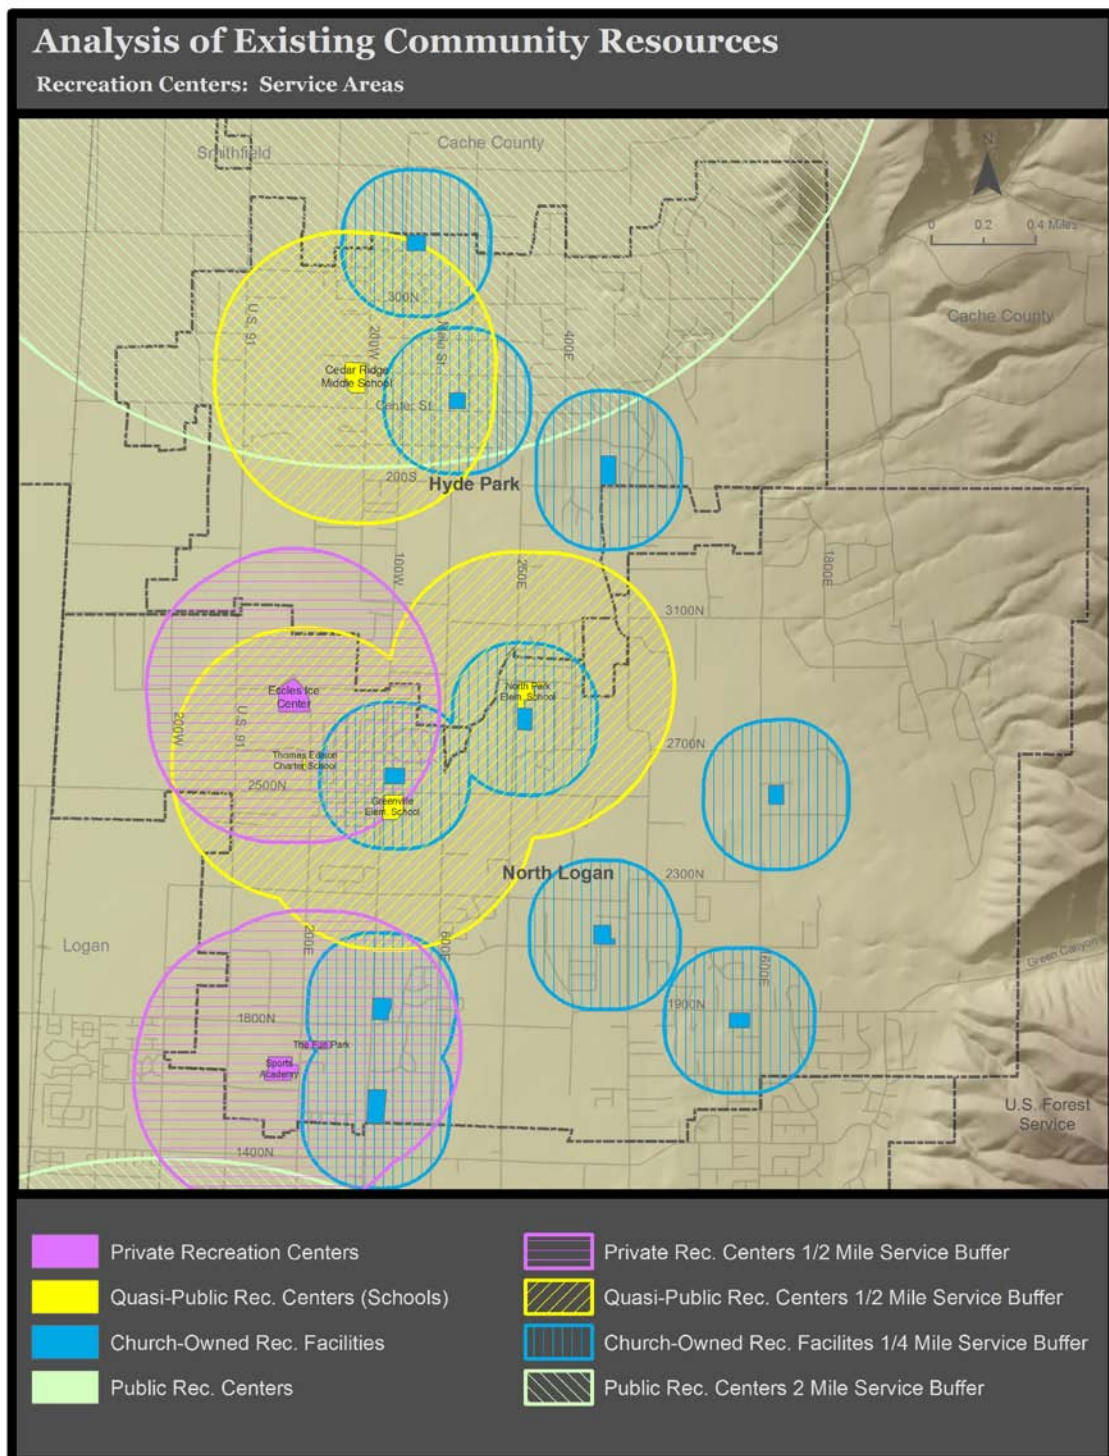 Analysis of Existing Community Resources
Recreation Centers: Service Areas
Smithfield
Cache County
N
0 0.2 0.4 Miles
300N
U.S. 91
200W
Main St.
400E
Cache County
Cedar Ridge
Middle School
Center St.
200S
Hyde Park
100W
250E
1800E
3100N
Eccles Ice
Center
North Park
Elem. School
200W
U.S. 91
2700N
Thomas Edison
Charter School
2500N
Greenville
Elem. School
North Logan
2300N
Logan
200E
600E
1600E
Green Canyon
1900N
1800N
The Fun Park
Sports
Academy
U.S. Forest
Service
1400N
Private Recreation Centers
Quasi-Public Rec. Centers (Schools)
Church-Owned Rec. Facilities
Public Rec. Centers
Private Rec. Centers 1/2 Mile Service Buffer
Quasi-Public Rec. Centers 1/2 Mile Service Buffer
Church-Owned Rec. Facilites 1/4 Mile Service Buffer
Public Rec. Centers 2 Mile Service Buffer